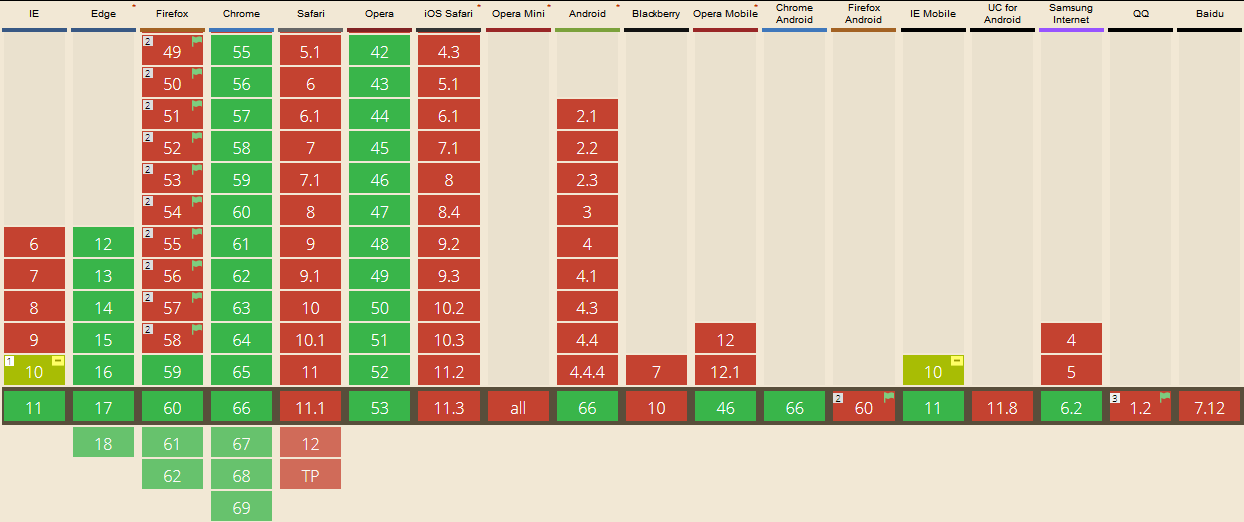 IE Edge * Firefox Chrome Safari Opera iOS Safari * Opera Mini * Android * Blackberry Opera Mobile * Chrome Android Firefox Android IE Mobile UC for Android Samsung Internet QQ Baidu
2 49 55 5.1 42 4.3
2 50 56 6 43 5.1
2 51 57 6.1 44 6.1 2.1
2 52 58 7 45 7.1 2.2
2 53 59 7.1 46 8 2.3
2 54 60 8 47 8.4 3
6 12 2 55 61 9 48 9.2 4
7 13 2 56 62 9.1 49 9.3 4.1
8 14 2 57 63 10 50 10.2 4.3
9 15 2 58 64 10.1 51 10.3 4.4 12 4
1 10 - 16 59 65 11 52 11.2 4.4.4 7 12.1 10 - 5
11 17 60 66 11.1 53 11.3 all 66 10 46 66 2 60 11 11.8 6.2 3 1.2 7.12
18 61 67 12
62 68 TP
69